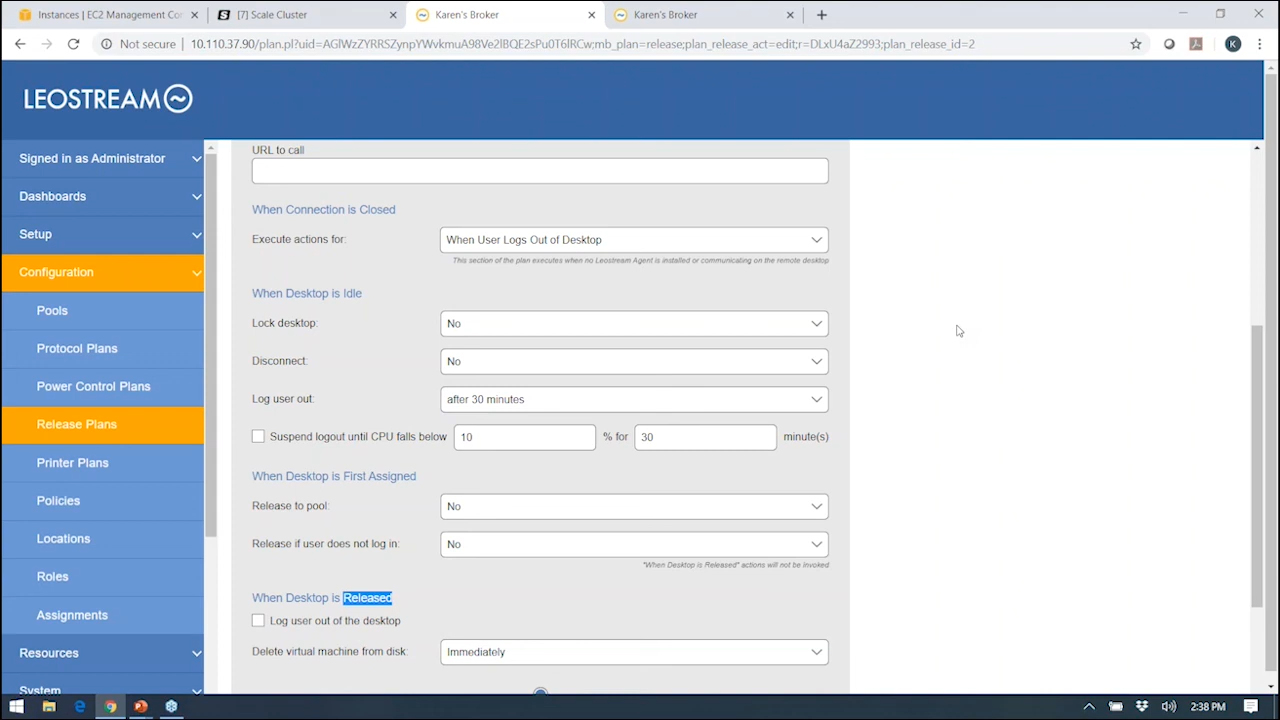 Instances | EC2 Management Con
[7] Scale Cluster
Karen's Broker
Karen's Broker
Not secure | 10.110.37.90/plan.pl?uid=AGlWzZYRRSZynpYWvkmuA98Ve2lBQE2xPu0T6lRCw;mb_plan=release;plan_release_act=edit;r=DLxU4aZ2993;plan_release_id=2
K
LEOSTREAM
Signed in as Administrator
Dashboards
Setup
Configuration
Pools
Protocol Plans
Power Control Plans
Release Plans
Printer Plans
Policies
Locations
Roles
Assignments
Resources
System
URL to call
When Connection is Closed
Execute actions for: When User Logs Out of Desktop
This section of the plan executes when no Leostream Agent is installed or communicating on the remote desktop
When Desktop is Idle
Lock desktop: No
Disconnect: No
Log user out: after 30 minutes
Suspend logout until CPU falls below 10 % for 30 minute(s)
When Desktop is First Assigned
Release to pool: No
Release if user does not log in: No
"When Desktop is Released" actions will not be invoked
When Desktop is Released
Log user out of the desktop
Delete virtual machine from disk: Immediately
2:38 PM